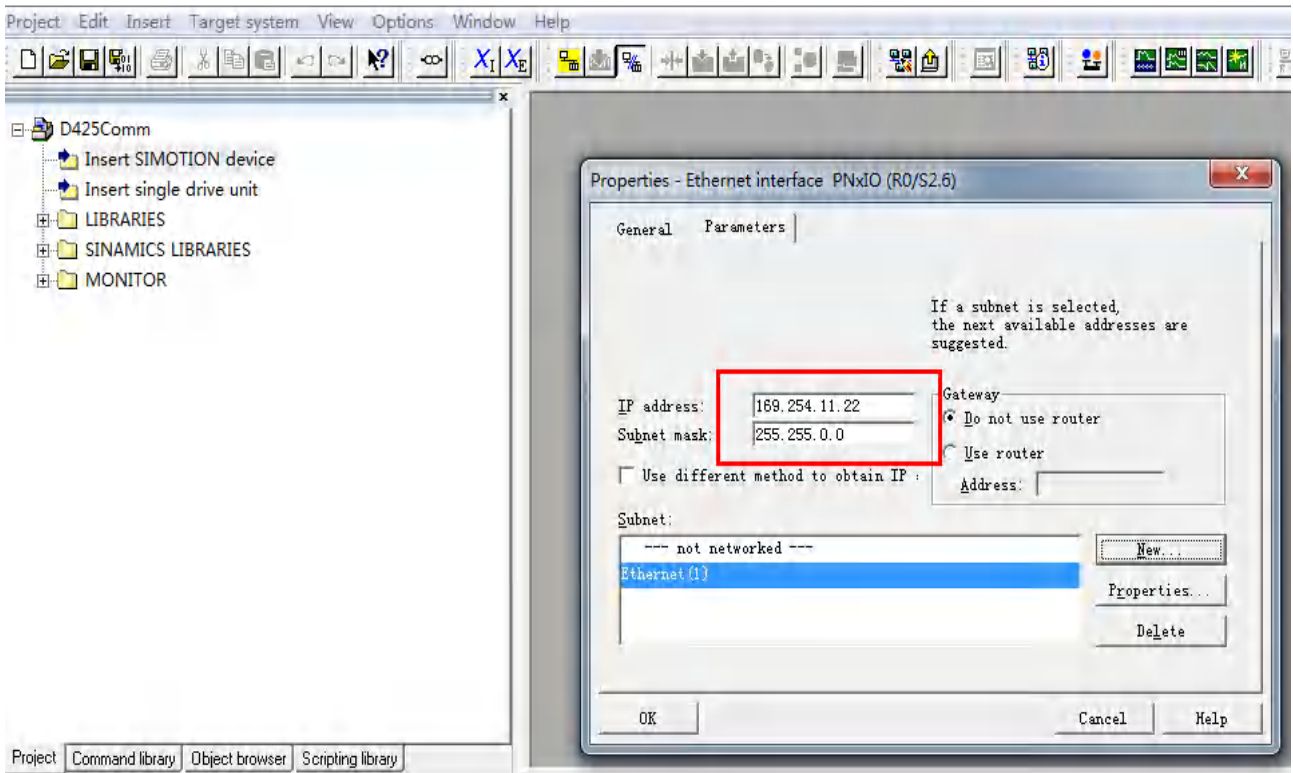 Project Edit Insert Target system View Options Window Help
D425Comm
Insert SIMOTION device
Insert single drive unit
LIBRARIES
SINAMICS LIBRARIES
MONITOR
Project Command library Object browser Scripting library
Properties - Ethernet interface PNxIO (R0/S2.6)
General Parameters
If a subnet is selected,
the next available addresses are
suggested.
IP address: 169.254.11.22
Subnet mask: 255.255.0.0
Use different method to obtain IP
Gateway
Do not use router
Use router
Address:
Subnet:
--- not networked ---
Ethernet(1)
New...
Properties...
Delete
OK Cancel Help